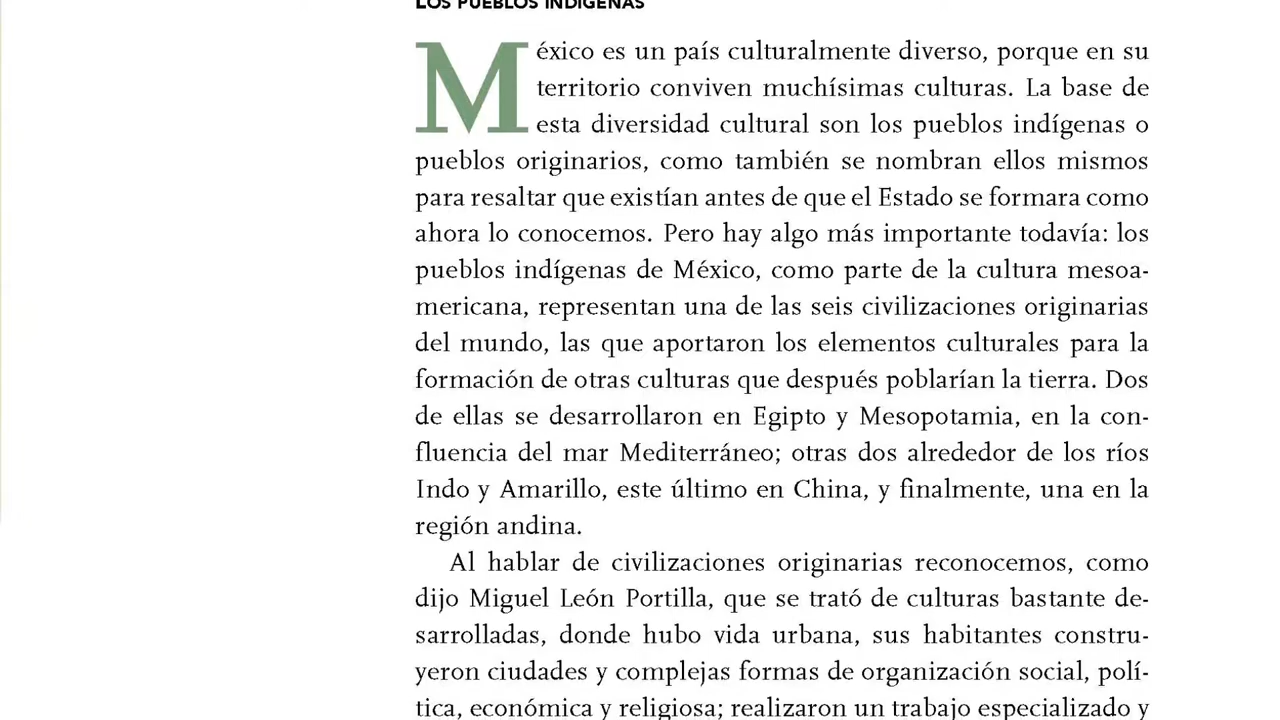 LOS PUEBLOS INDÍGENAS
México es un país culturalmente diverso, porque en su
territorio conviven muchísimas culturas. La base de
esta diversidad cultural son los pueblos indígenas o
pueblos originarios, como también se nombran ellos mismos
para resaltar que existían antes de que el Estado se formara como
ahora lo conocemos. Pero hay algo más importante todavía: los
pueblos indígenas de México, como parte de la cultura mesoa-
mericana, representan una de las seis civilizaciones originarias
del mundo, las que aportaron los elementos culturales para la
formación de otras culturas que después poblarían la tierra. Dos
de ellas se desarrollaron en Egipto y Mesopotamia, en la con-
fluencia del mar Mediterráneo; otras dos alrededor de los ríos
Indo y Amarillo, este último en China, y finalmente, una en la
región andina.
Al hablar de civilizaciones originarias reconocemos, como
dijo Miguel León Portilla, que se trató de culturas bastante de-
sarrolladas, donde hubo vida urbana, sus habitantes constru-
yeron ciudades y complejas formas de organización social, polí-
tica, económica y religiosa; realizaron un trabajo especializado y